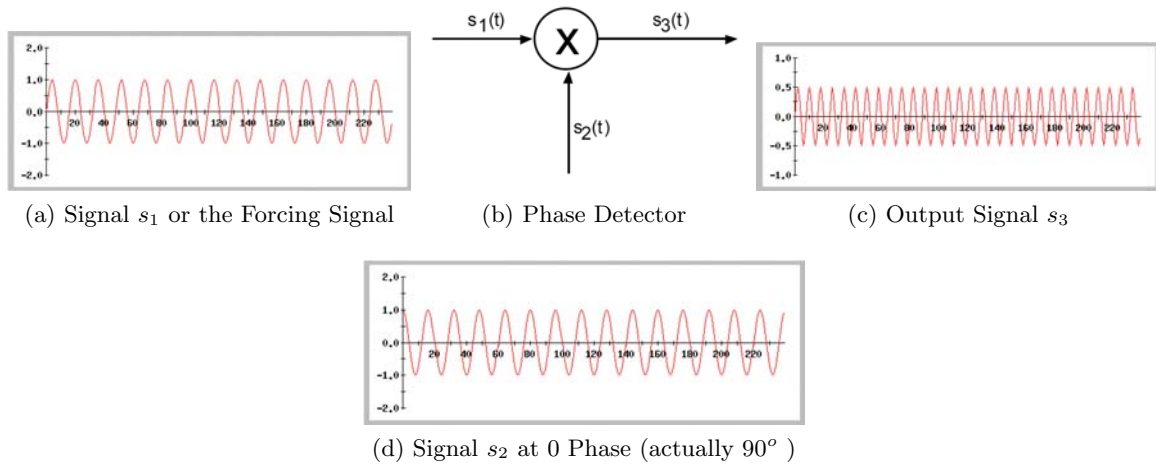 2.0
1.0
0.0
-1.0
-2.0
20 40 60 80 100 120 140 160 180 200 220
(a) Signal s₁ or the Forcing Signal
s₁(t)
X
s₃(t)
s₂(t)
(b) Phase Detector
1.0
0.5
0.0
-0.5
-1.0
20 40 60 80 100 120 140 160 180 200 220
(c) Output Signal s₃
2.0
1.0
0.0
-1.0
-2.0
20 40 60 80 100 120 140 160 180 200 220
(d) Signal s₂ at 0 Phase (actually 90ᵒ )